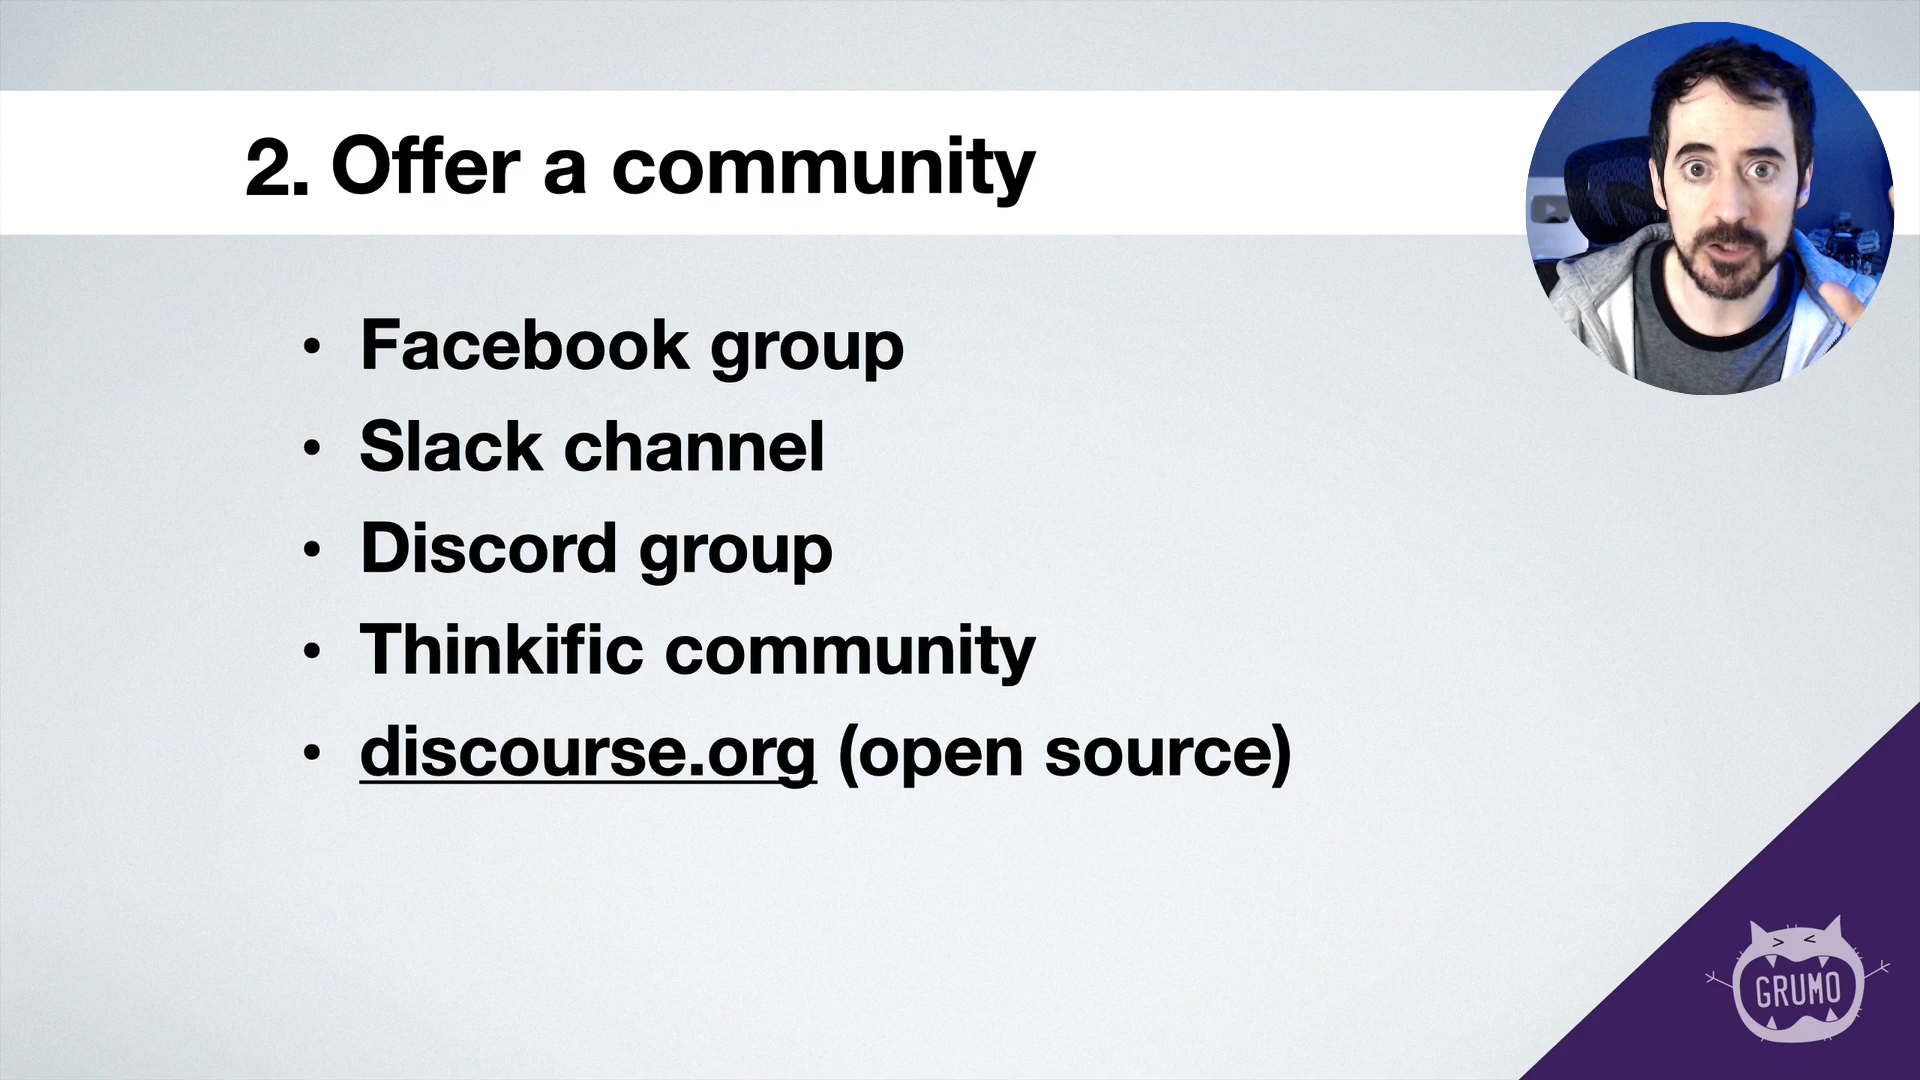 2. Offer a community
• Facebook group
• Slack channel
• Discord group
• Thinkific community
• discourse.org (open source)
GRUMO